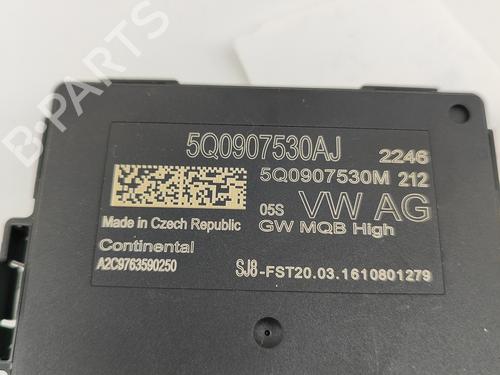 B-PARTS
5Q0907530AJ 2246
5Q0907530M 212
05S VW AG
Made in Czech Republic GW MQB High
Continental
A2C9763590250 SJ8-FST20.03.1610801279